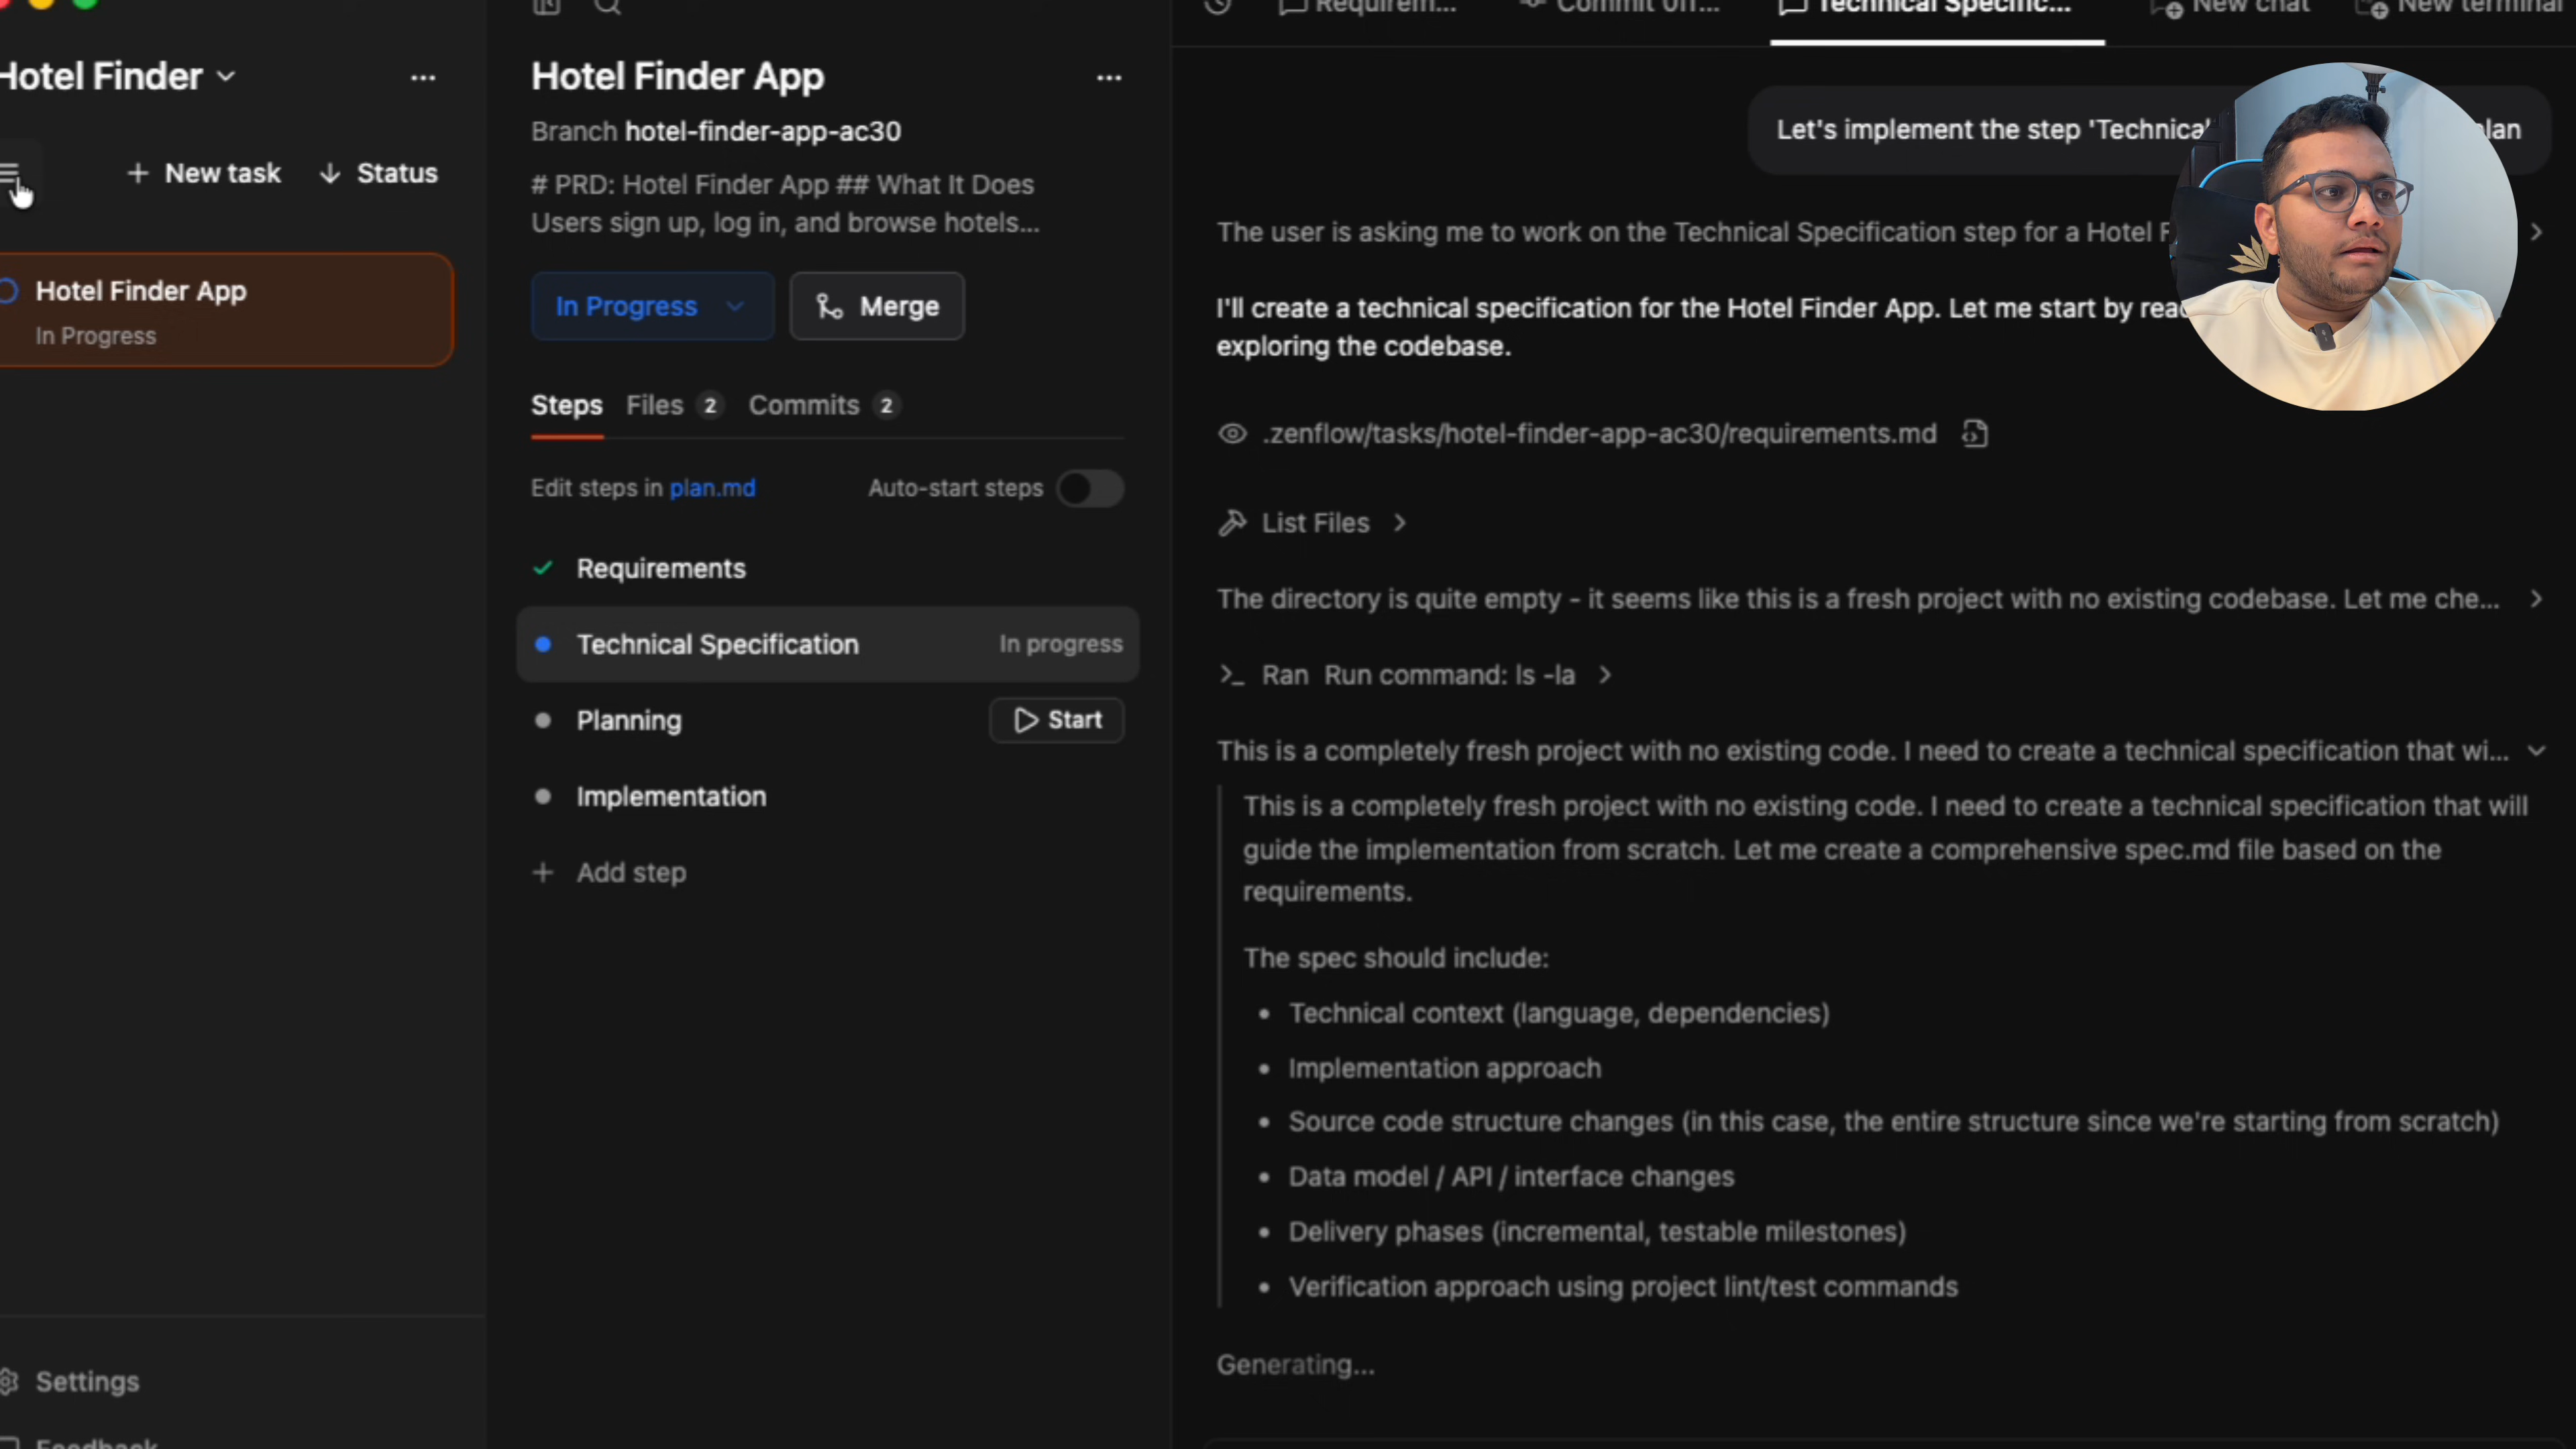 Hotel Finder
New task
Status
Hotel Finder App
In Progress
Settings
Feedback
Hotel Finder App
Branch hotel-finder-app-ac30
# PRD: Hotel Finder App ## What It Does
Users sign up, log in, and browse hotels...
In Progress
Merge
Steps Files 2 Commits 2
Edit steps in plan.md
Auto-start steps
Requirements
Technical Specification In progress
Planning Start
Implementation
Add step
Requirem...
Technical Specific...
New chat
New terminal
Let's implement the step 'Technical
The user is asking me to work on the Technical Specification step for a Hotel
I'll create a technical specification for the Hotel Finder App. Let me start by
exploring the codebase.
.zenflow/tasks/hotel-finder-app-ac30/requirements.md
List Files
The directory is quite empty - it seems like this is a fresh project with no existing codebase. Let me che...
Ran Run command: ls -la
This is a completely fresh project with no existing code. I need to create a technical specification that wi...
This is a completely fresh project with no existing code. I need to create a technical specification that will
guide the implementation from scratch. Let me create a comprehensive spec.md file based on the
requirements.
The spec should include:
• Technical context (language, dependencies)
• Implementation approach
• Source code structure changes (in this case, the entire structure since we're starting from scratch)
• Data model / API / interface changes
• Delivery phases (incremental, testable milestones)
• Verification approach using project lint/test commands
Generating...